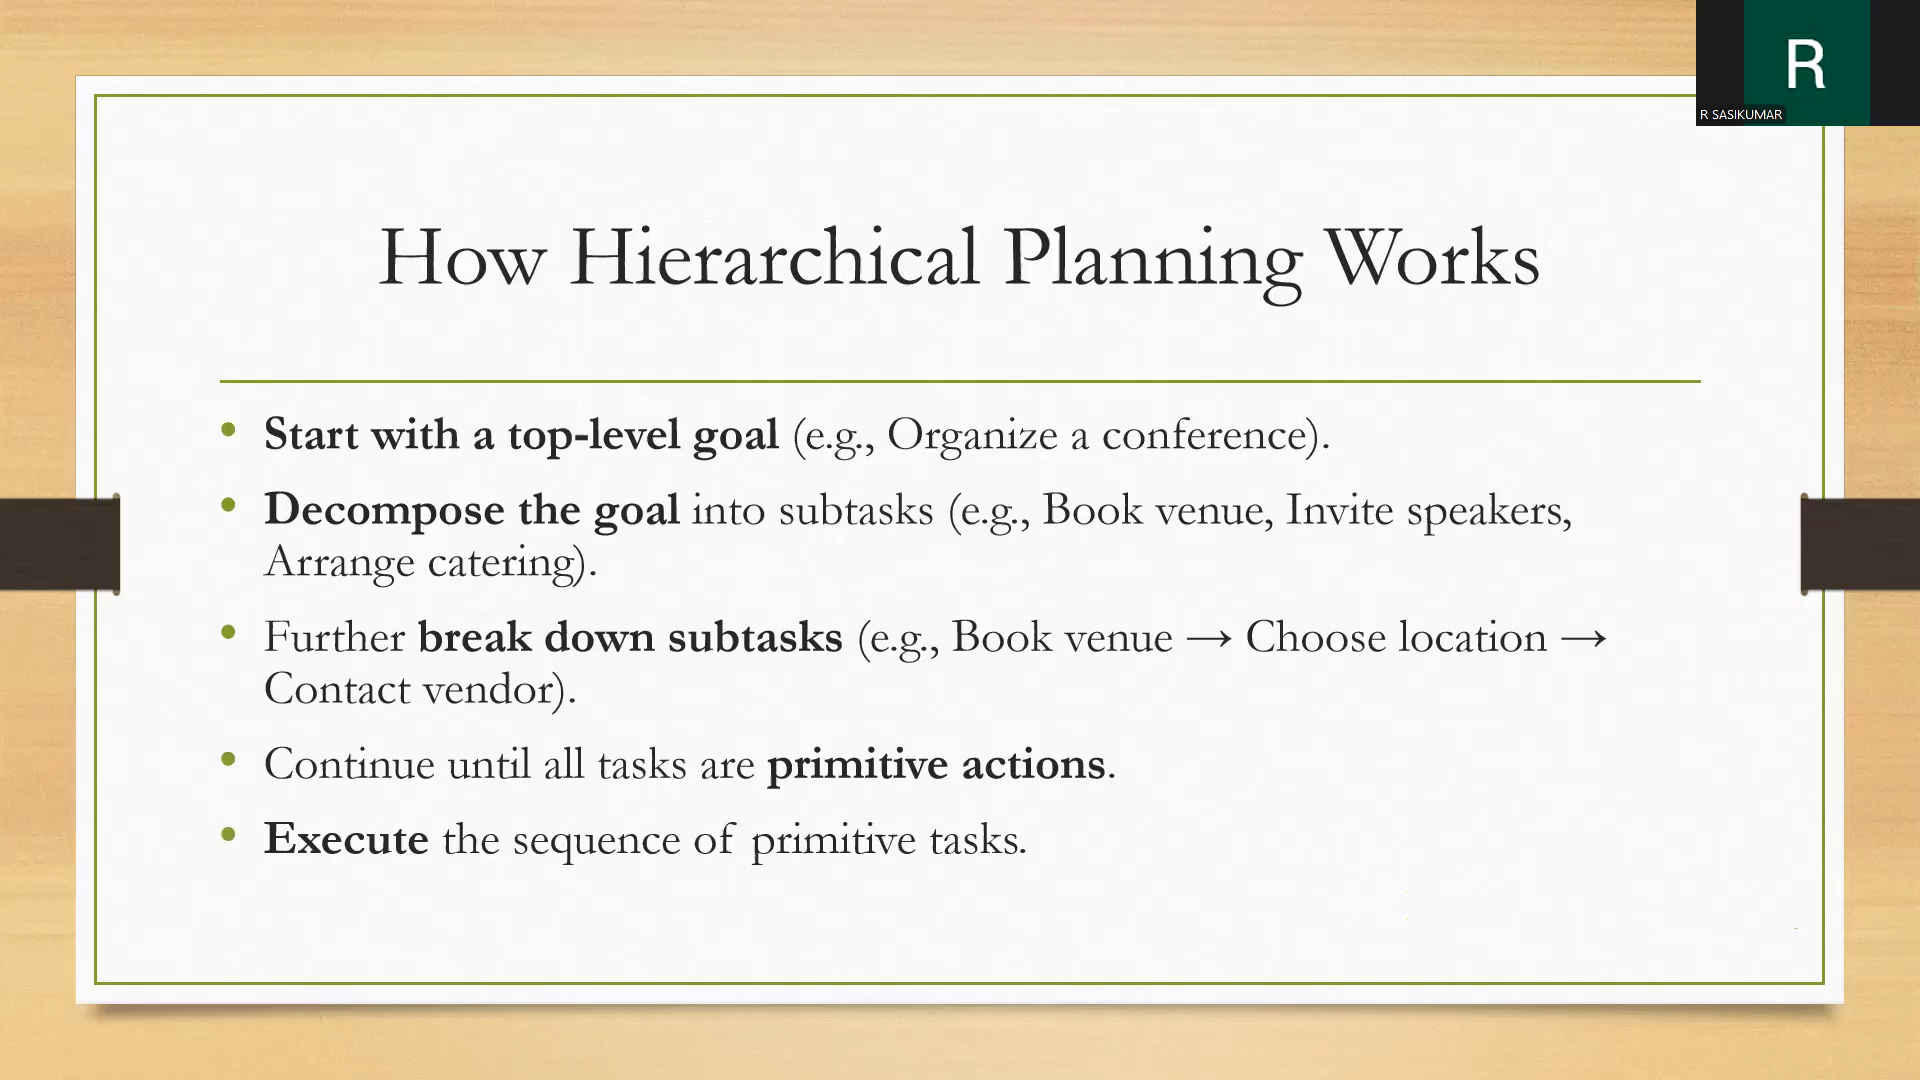 R
R SASIKUMAR
How Hierarchical Planning Works
• Start with a top-level goal (e.g., Organize a conference).
• Decompose the goal into subtasks (e.g., Book venue, Invite speakers,
Arrange catering).
• Further break down subtasks (e.g., Book venue → Choose location →
Contact vendor).
• Continue until all tasks are primitive actions.
• Execute the sequence of primitive tasks.